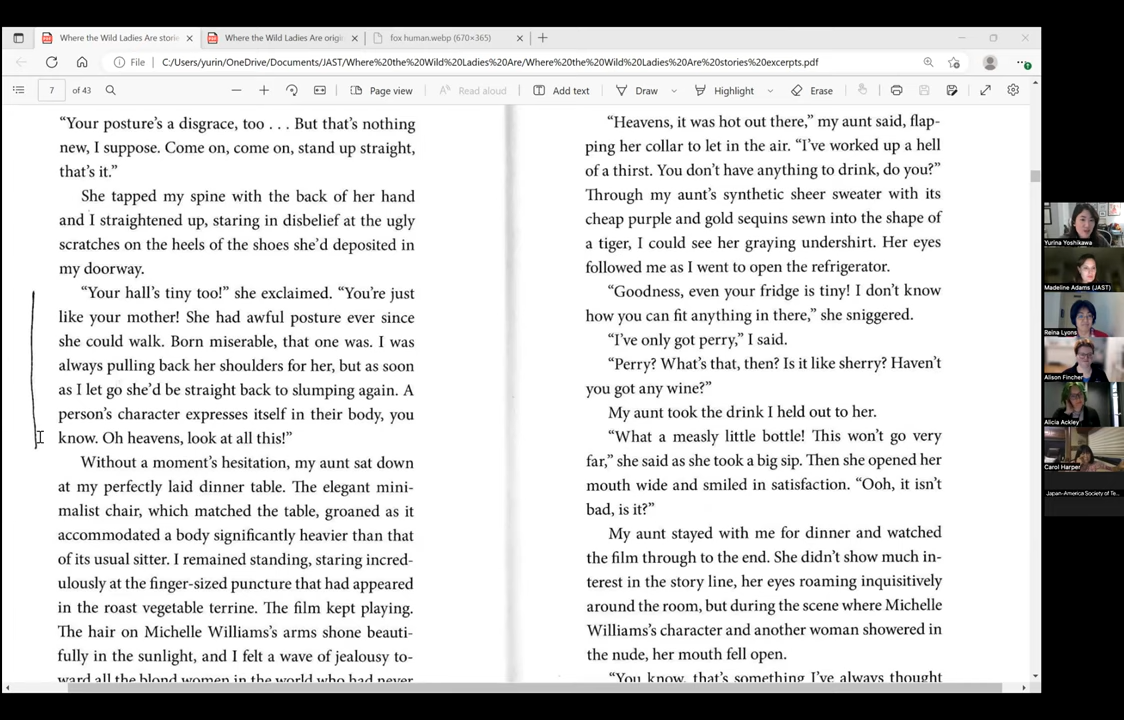 Where the Wild Ladies Are storie
Where the Wild Ladies Are origi
fox human.webp (670×365)
File
C:/Users/yurin/OneDrive/Documents/JAST/Where%20the%20Wild%20Ladies%20Are/Where%20the%20Wild%20Ladies%20Are%20stories%20excerpts.pdf
7 of 43
Page view
Read aloud
Add text
Draw
Highlight
Erase
“Your posture’s a disgrace, too . . . But that’s nothing
new, I suppose. Come on, come on, stand up straight,
that’s it.”
She tapped my spine with the back of her hand
and I straightened up, staring in disbelief at the ugly
scratches on the heels of the shoes she’d deposited in
my doorway.
“Your hall’s tiny too!” she exclaimed. “You’re just
like your mother! She had awful posture ever since
she could walk. Born miserable, that one was. I was
always pulling back her shoulders for her, but as soon
as I let go she’d be straight back to slumping again. A
person’s character expresses itself in their body, you
know. Oh heavens, look at all this!”
Without a moment’s hesitation, my aunt sat down
at my perfectly laid dinner table. The elegant mini-
malist chair, which matched the table, groaned as it
accommodated a body significantly heavier than that
of its usual sitter. I remained standing, staring incred-
ulously at the finger-sized puncture that had appeared
in the roast vegetable terrine. The film kept playing.
The hair on Michelle Williams’s arms shone beauti-
fully in the sunlight, and I felt a wave of jealousy to-
ward all the blond women in the world who had never
“Heavens, it was hot out there,” my aunt said, flap-
ping her collar to let in the air. “I’ve worked up a hell
of a thirst. You don’t have anything to drink, do you?”
Through my aunt’s synthetic sheer sweater with its
cheap purple and gold sequins sewn into the shape of
a tiger, I could see her graying undershirt. Her eyes
followed me as I went to open the refrigerator.
“Goodness, even your fridge is tiny! I don’t know
how you can fit anything in there,” she sniggered.
“I’ve only got perry,” I said.
“Perry? What’s that, then? Is it like sherry? Haven’t
you got any wine?”
My aunt took the drink I held out to her.
“What a measly little bottle! This won’t go very
far,” she said as she took a big sip. Then she opened her
mouth wide and smiled in satisfaction. “Ooh, it isn’t
bad, is it?”
My aunt stayed with me for dinner and watched
the film through to the end. She didn’t show much in-
terest in the story line, her eyes roaming inquisitively
around the room, but during the scene where Michelle
Williams’s character and another woman showered in
the nude, her mouth fell open.
“You know, that’s something I’ve always thought
Yurina Yoshikawa
Madeline Adams (JAST)
Reina Lyons
Alison Fincher
Alicia Ackley
Carol Harper
Japan-America Society of Te...